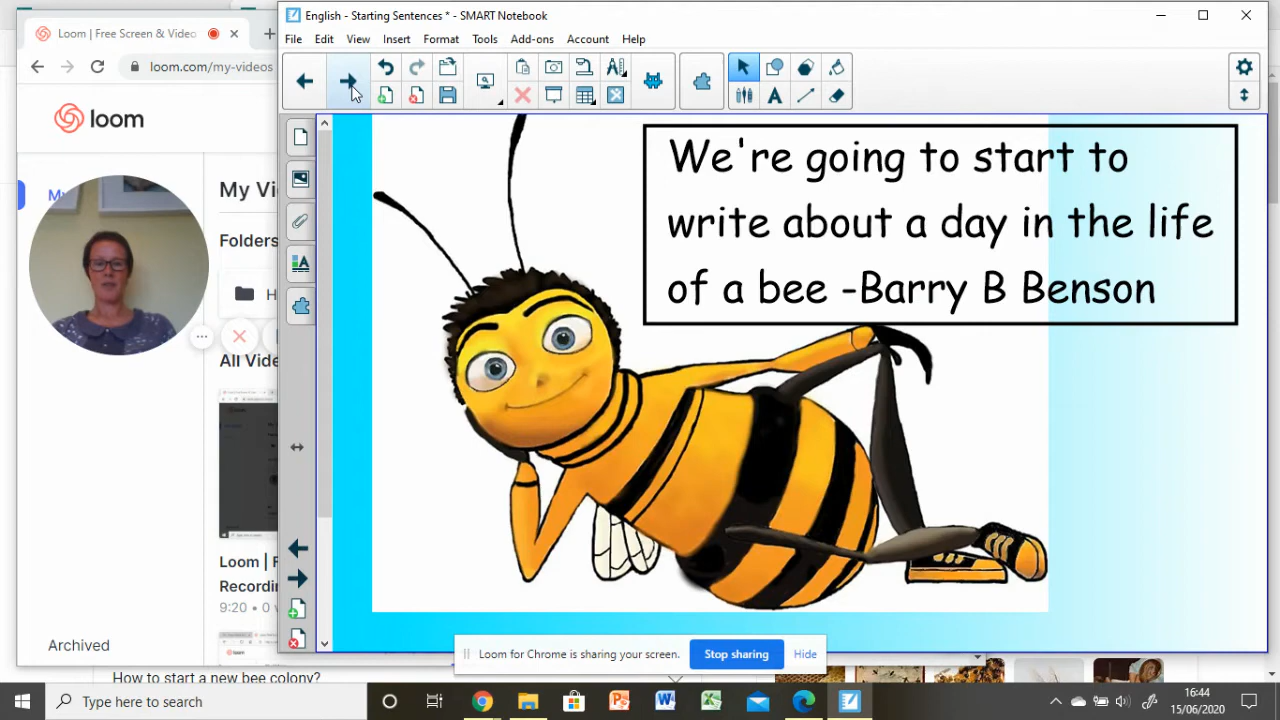 English - Starting Sentences * - SMART Notebook
Loom | Free Screen & Video
File Edit View Insert Format Tools Add-ons Account Help
loom.com/my-videos
loom
We're going to start to
write about a day in the life
of a bee -Barry B Benson
My Vi
Folders
H
All Vide
Loom | F
Recordin
9:20 • 0 v
Archived
Loom for Chrome is sharing your screen. Stop sharing Hide
How to start a new bee colony?
Type here to search
16:44
15/06/2020